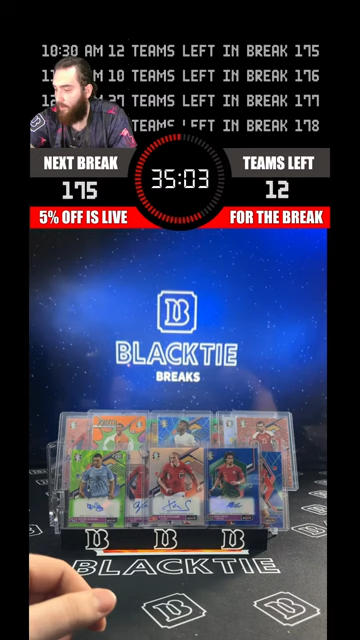 10:30 AM 12 TEAMS LEFT IN BREAK 175
10 TEAMS LEFT IN BREAK 176
27 TEAMS LEFT IN BREAK 177
TEAMS LEFT IN BREAK 178
NEXT BREAK
175
35:03
TEAMS LEFT
12
5% OFF IS LIVE
FOR THE BREAK
BLACKTIE
BREAKS
BLACKTIE